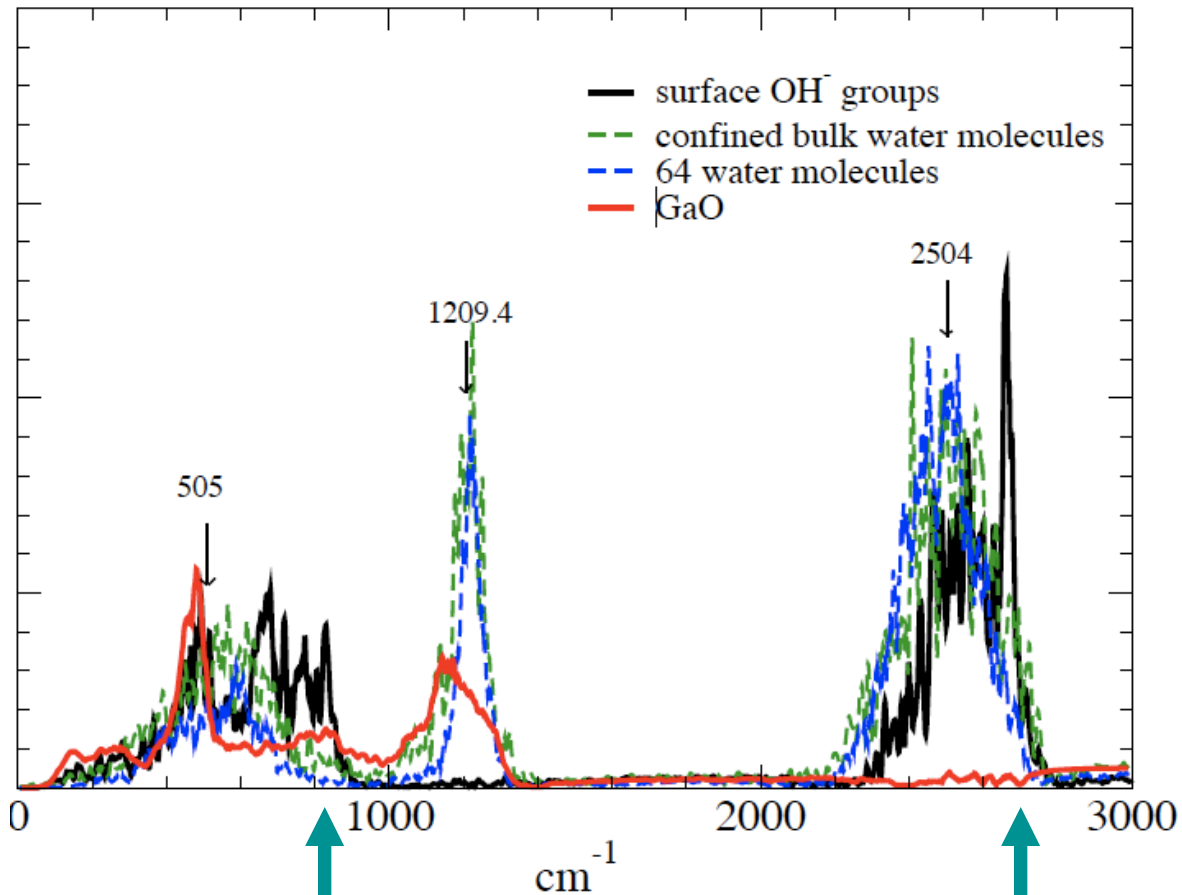 surface OH⁻ groups
confined bulk water molecules
64 water molecules
GaO
2504
1209.4
505
0 1000 2000 3000
cm⁻¹